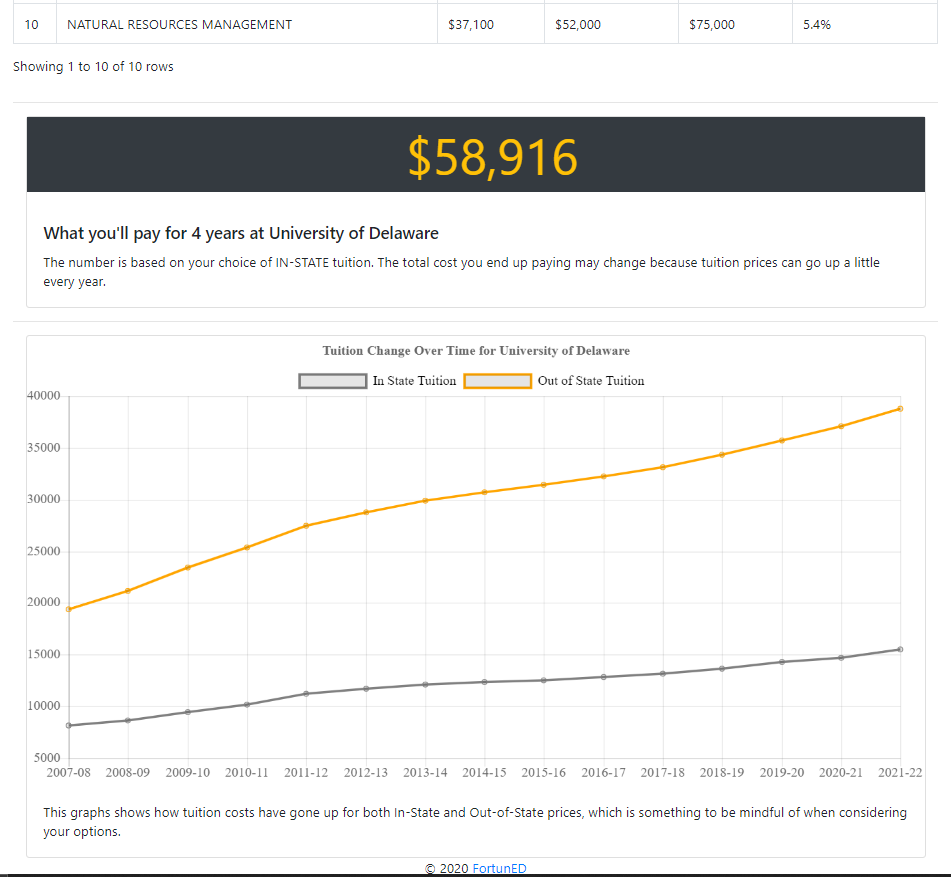 10 NATURAL RESOURCES MANAGEMENT $37,100 $52,000 $75,000 5.4%
Showing 1 to 10 of 10 rows
$58,916
What you'll pay for 4 years at University of Delaware
The number is based on your choice of IN-STATE tuition. The total cost you end up paying may change because tuition prices can go up a little
every year.
Tuition Change Over Time for University of Delaware
In State Tuition Out of State Tuition
40000
35000
30000
25000
20000
15000
10000
5000
2007-08 2008-09 2009-10 2010-11 2011-12 2012-13 2013-14 2014-15 2015-16 2016-17 2017-18 2018-19 2019-20 2020-21 2021-22
This graphs shows how tuition costs have gone up for both In-State and Out-of-State prices, which is something to be mindful of when considering
your options.
© 2020 FortunED